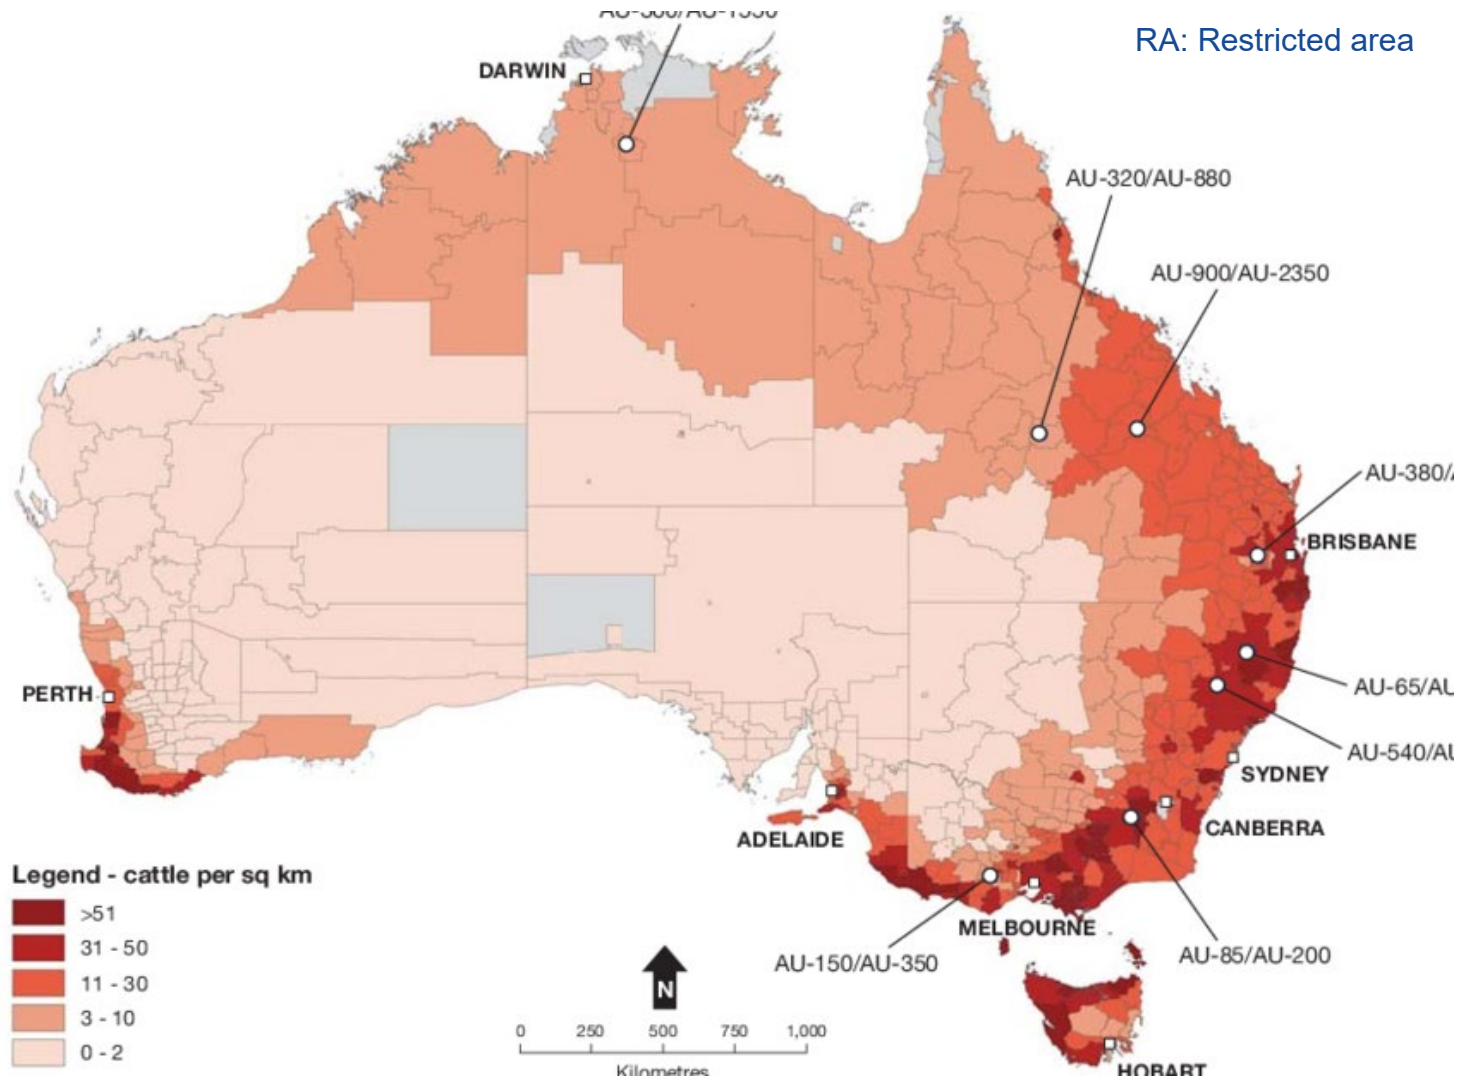 RA: Restricted area
DARWIN
AU-320/AU-880
AU-900/AU-2350
AU-380/
BRISBANE
PERTH
AU-65/AU
AU-540/AU
SYDNEY
CANBERRA
ADELAIDE
MELBOURNE
AU-150/AU-350
AU-85/AU-200
HOBART
Legend - cattle per sq km
>51
31 - 50
11 - 30
3 - 10
0 - 2
N
0 250 500 750 1,000
Kilometres